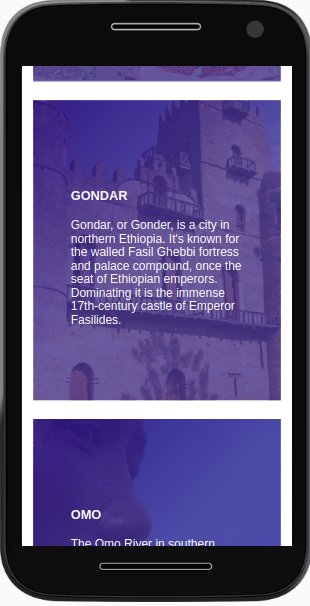 GONDAR
Gondar, or Gonder, is a city in
northern Ethiopia. It's known for
the walled Fasil Ghebbi fortress
and palace compound, once the
seat of Ethiopian emperors.
Dominating it is the immense
17th-century castle of Emperor
Fasilides.
OMO
The Omo River in southern